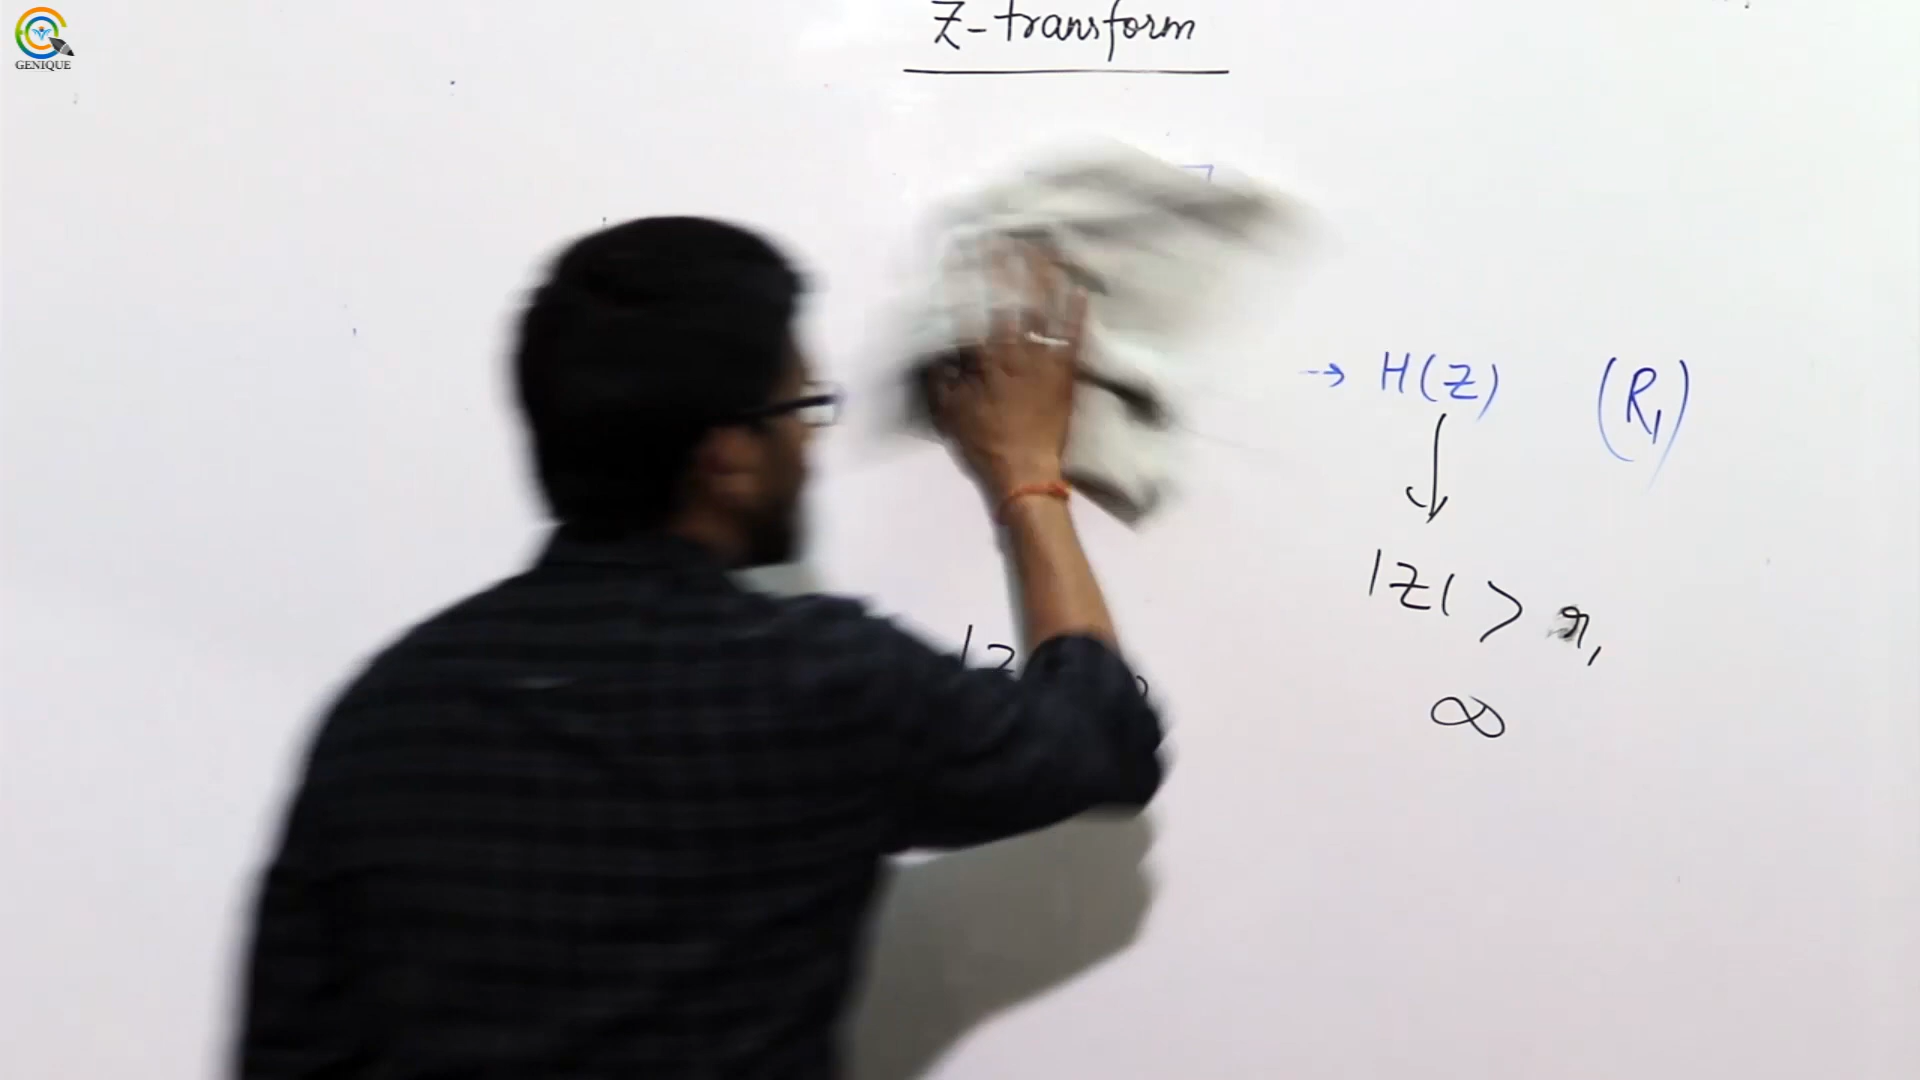 GENIQUE
Z-transform
→ H(Z) (R₁)
↓
|Z| > r₁
∞
|Z